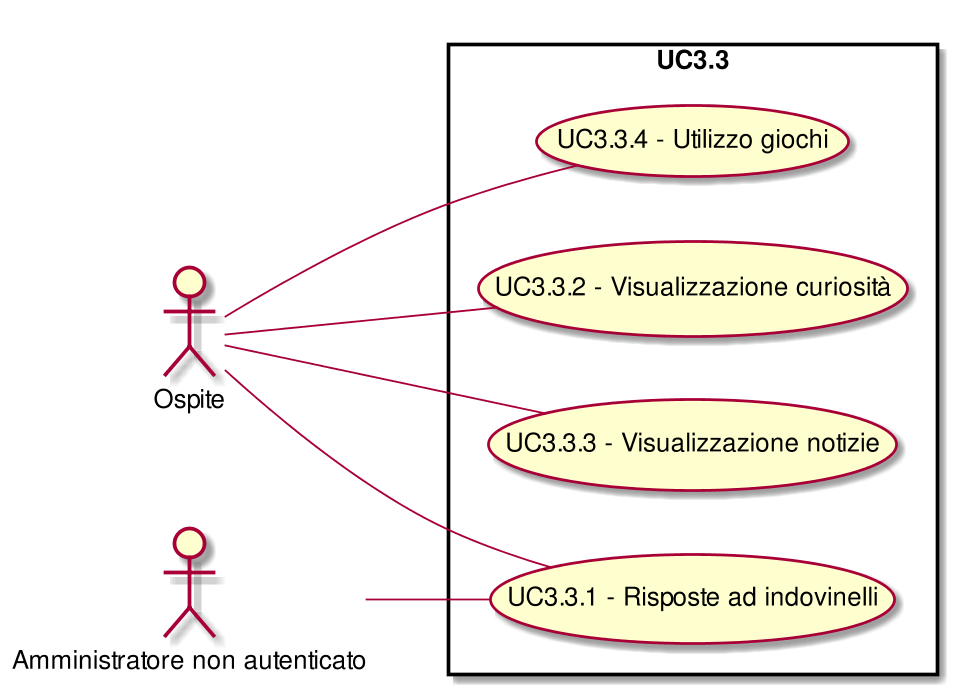 UC3.3
UC3.3.4 - Utilizzo giochi
UC3.3.2 - Visualizzazione curiosità
Ospite
UC3.3.3 - Visualizzazione notizie
UC3.3.1 - Risposte ad indovinelli
Amministratore non autenticato